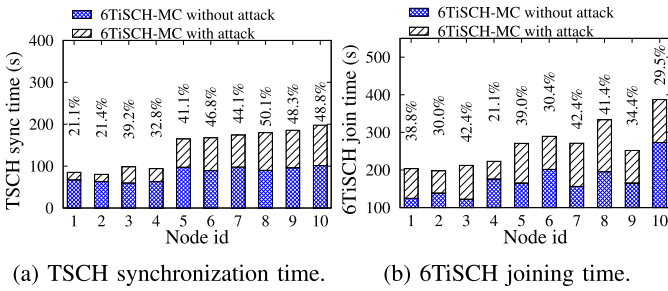 6TiSCH-MC without attack
6TiSCH-MC with attack
TSCH sync time (s)
400
300
200
100
0
21.1%
21.4%
39.2%
32.8%
41.1%
46.8%
44.1%
50.1%
48.3%
48.8%
1 2 3 4 5 6 7 8 9 10
Node id
(a) TSCH synchronization time.
6TiSCH-MC without attack
6TiSCH-MC with attack
6TiSCH join time (s)
500
400
300
200
100
38.8%
30.0%
42.4%
21.1%
39.0%
30.4%
42.4%
41.4%
34.4%
29.5%
1 2 3 4 5 6 7 8 9 10
Node id
(b) 6TiSCH joining time.